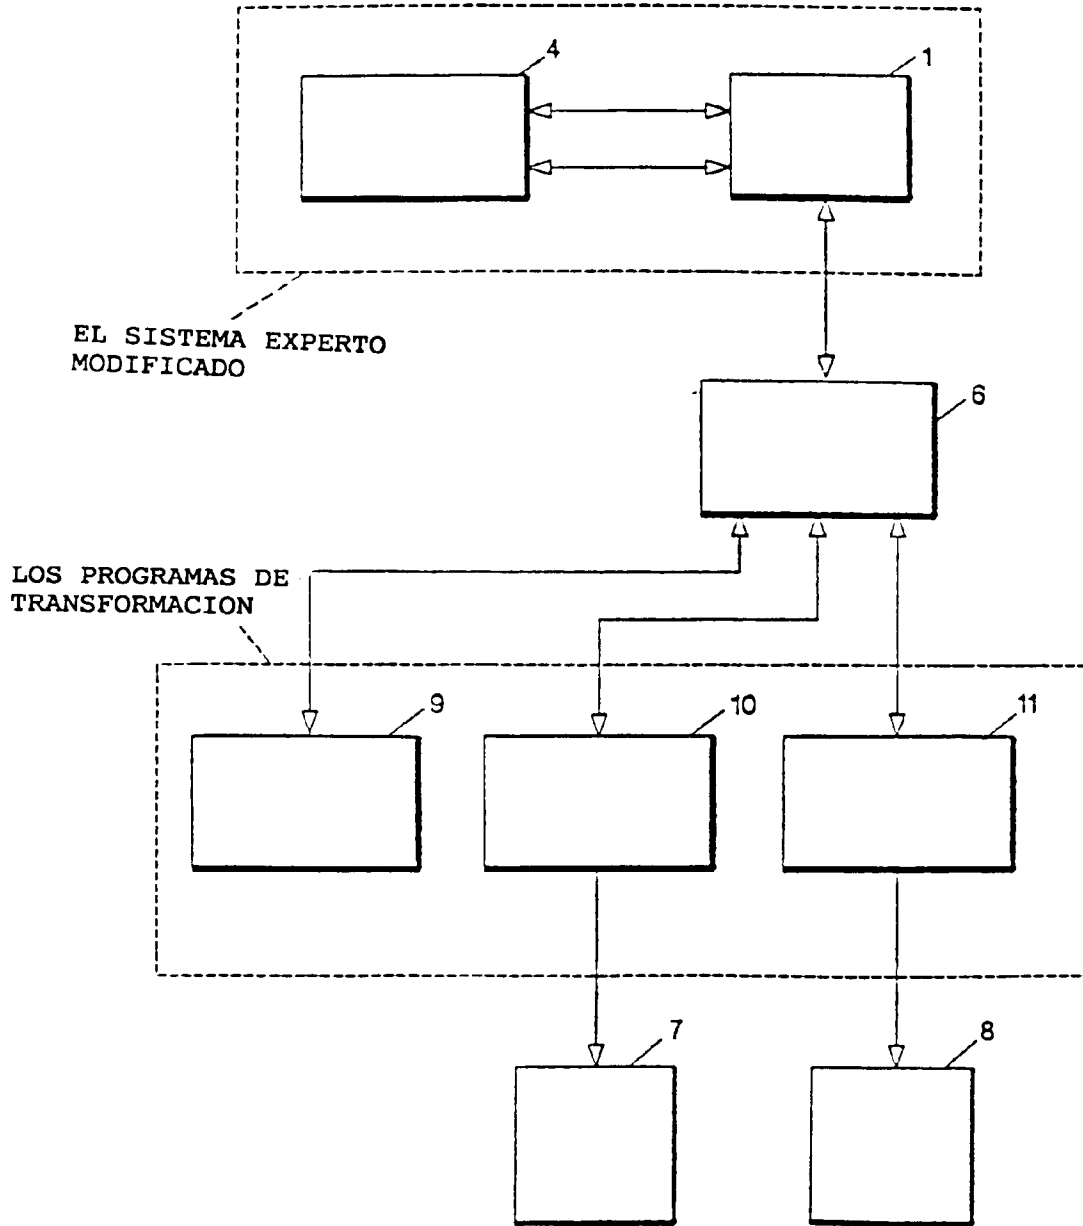 4
1
EL SISTEMA EXPERTO
MODIFICADO
6
LOS PROGRAMAS DE
TRANSFORMACION
9
10
11
7
8